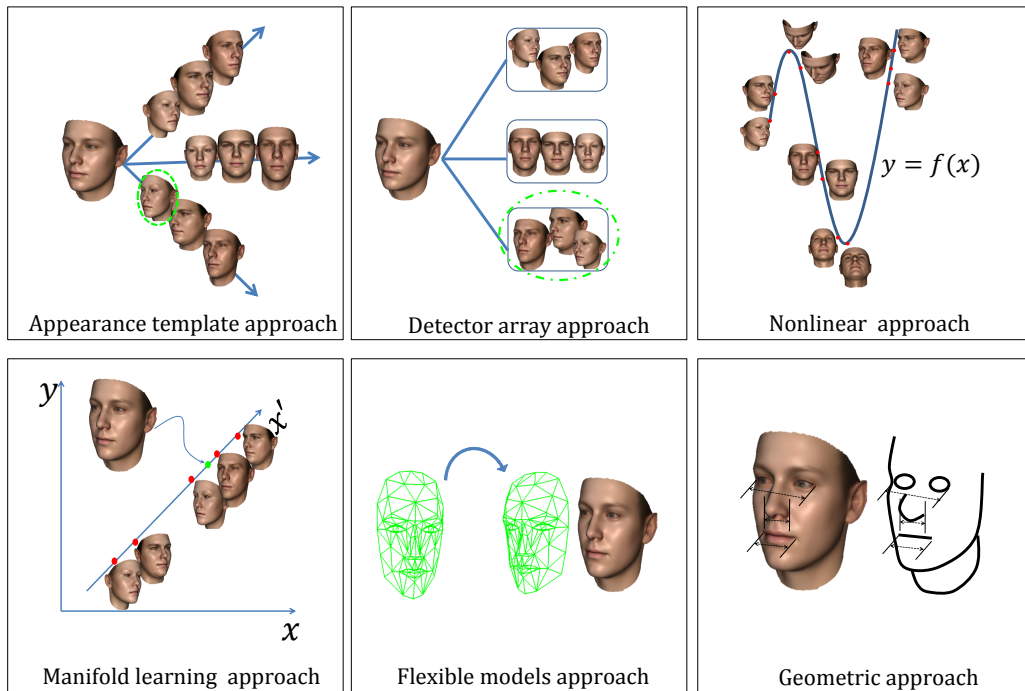 Appearance template approach
Detector array approach
y = f(x)
Nonlinear approach
y
x'
x
Manifold learning approach
Flexible models approach
Geometric approach